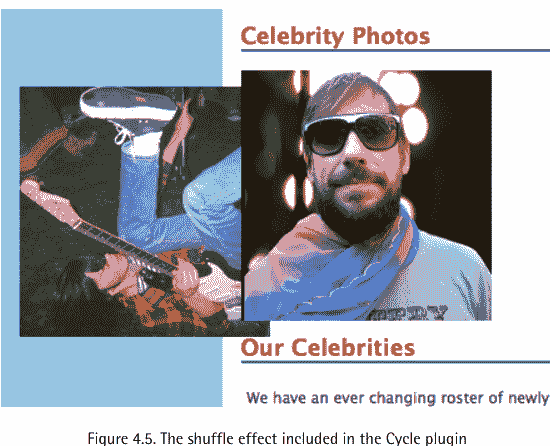 Celebrity Photos
Our Celebrities
We have an ever changing roster of newly
Figure 4.5. The shuffle effect included in the Cycle plugin